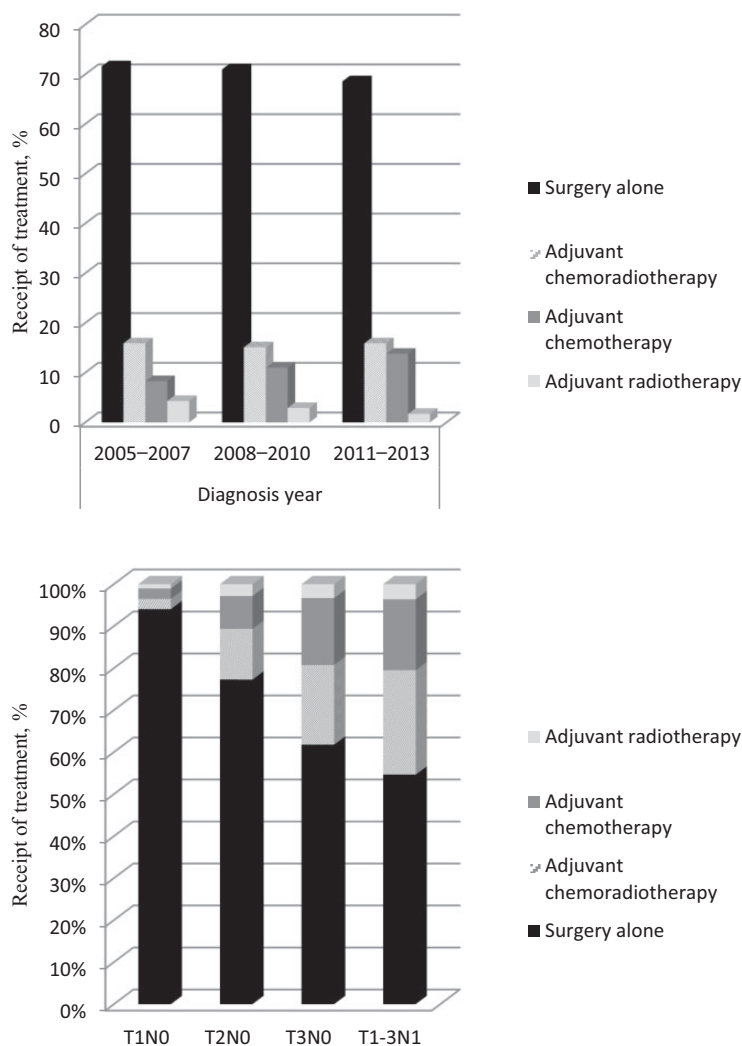 80
70
60
50
40
30
20
10
0
Receipt of treatment, %
2005–2007 2008–2010 2011–2013
Diagnosis year
Surgery alone
Adjuvant
chemoradiotherapy
Adjuvant
chemotherapy
Adjuvant radiotherapy
100%
90%
80%
70%
60%
50%
40%
30%
20%
10%
0%
Receipt of treatment, %
T1N0 T2N0 T3N0 T1-3N1
Adjuvant radiotherapy
Adjuvant
chemotherapy
Adjuvant
chemoradiotherapy
Surgery alone